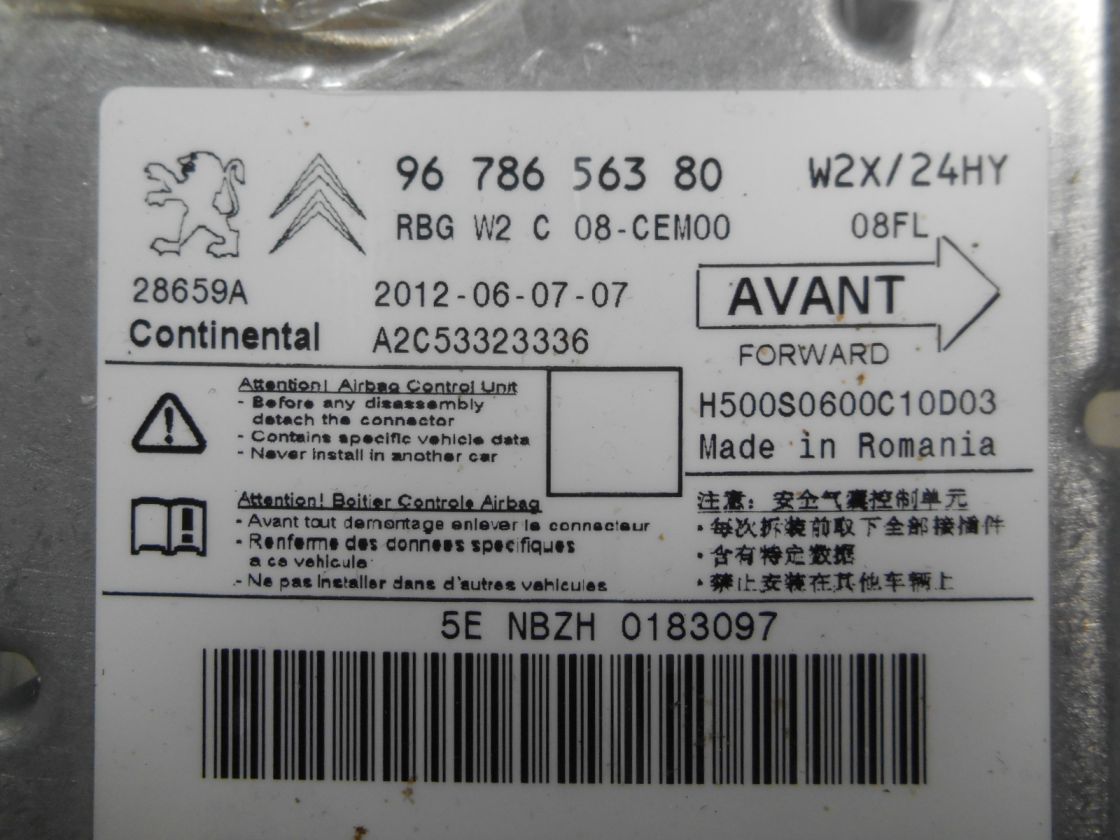 96 786 563 80 W2X/24HY
RBG W2 C 08-CEM00 08FL
28659A 2012-06-07-07
AVANT
Continental A2C53323336
FORWARD
Attention! Airbag Control Unit
- Before any disassembly
detach the connector
- Contains specific vehicle data
- Never install in another car
H500S0600C10D03
Made in Romania
Attention! Boitier Controle Airbag
- Avant tout demontage enlever le connecteur
- Renferme des donnees specifiques
a ce vehicule
- Ne pas installer dans d'autres vehicules
注意: 安全气囊控制单元
· 每次拆装前取下全部接插件
· 含有特定数据
· 禁止安装在其他车辆上
5E NBZH 0183097